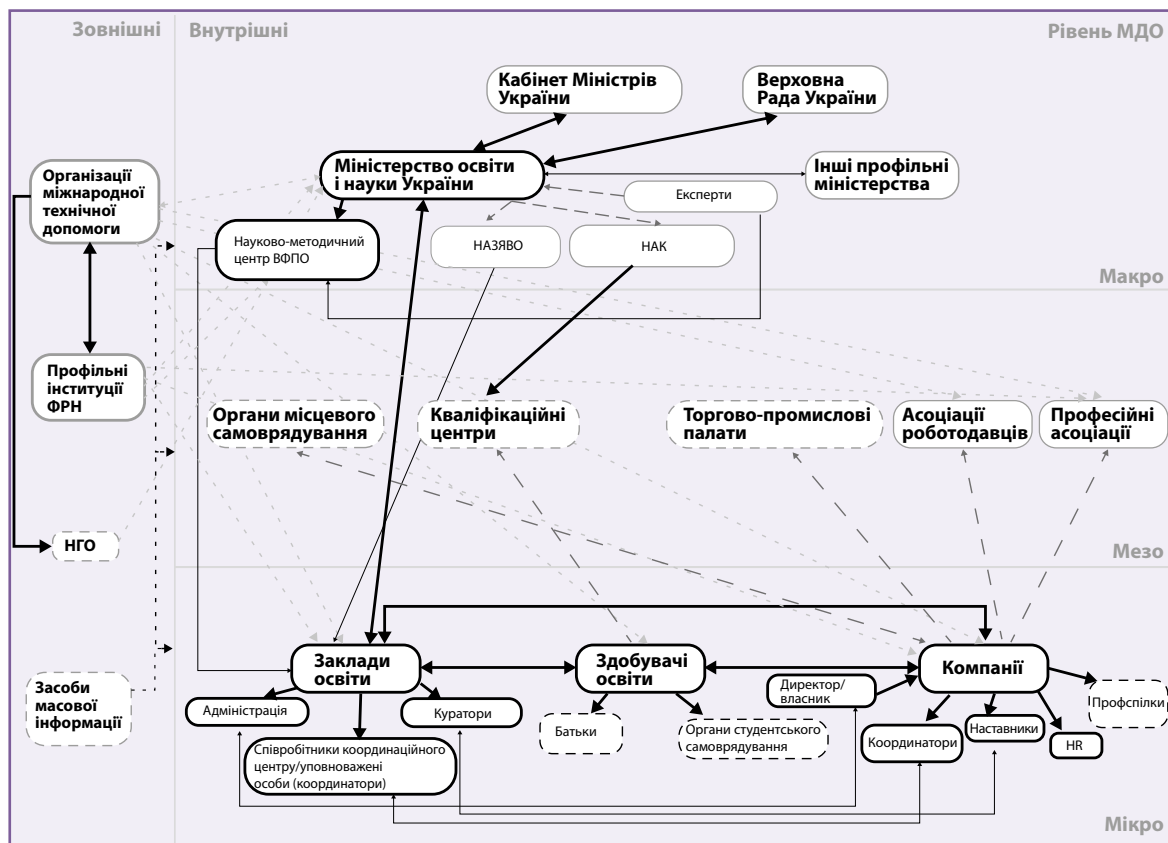 Зовнішні
Внутрішні
Рівень МДО
Кабінет Міністрів
України
Верховна
Рада України
Міністерство освіти
і науки України
Інші профільні
міністерства
Експерти
Організації
міжнародної
технічної
допомоги
Науково-методичний
центр ВФПО
НАЗЯВО
НАК
Макро
Профільні
інституції
ФРН
Органи місцевого
самоврядування
Кваліфікаційні
центри
Торгово-промислові
палати
Асоціації
роботодавців
Професійні
асоціації
НГО
Мезо
Заклади
освіти
Здобувачі
освіти
Компанії
Засоби
масової
інформації
Адміністрація
Куратори
Співробітники координаційного
центру/уповноважені
особи (координатори)
Батьки
Органи студентського
самоврядування
Директор/
власник
Координатори
Наставники
HR
Профспілки
Мікро